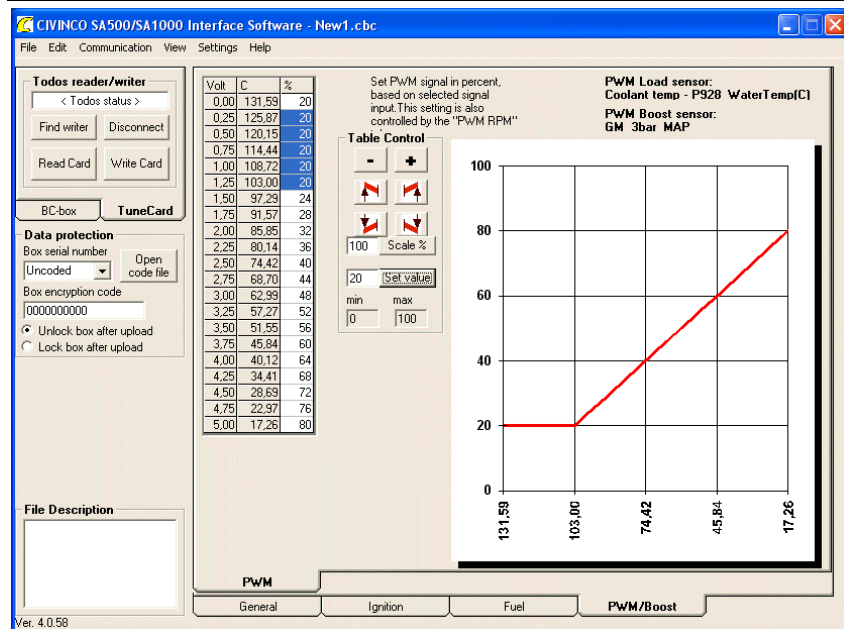 CIVINCO SA500/SA1000 Interface Software - New1.cbc
File Edit Communication View Settings Help
Todos reader/writer
< Todos status >
Find writer Disconnect
Read Card Write Card
BC-box TuneCard
Data protection
Box serial number
Uncoded
Open
code file
Box encryption code
0000000000
Unlock box after upload
Lock box after upload
File Description
Ver. 4.0.58
Volt C %
0,00 131,59 20
0,25 125,87 20
0,50 120,15 20
0,75 114,44 20
1,00 108,72 20
1,25 103,00 20
1,50 97,29 24
1,75 91,57 28
2,00 85,85 32
2,25 80,14 36
2,50 74,42 40
2,75 68,70 44
3,00 62,99 48
3,25 57,27 52
3,50 51,55 56
3,75 45,84 60
4,00 40,12 64
4,25 34,41 68
4,50 28,69 72
4,75 22,97 76
5,00 17,26 80
Set PWM signal in percent,
based on selected signal
input.This setting is also
controlled by the "PWM RPM"
Table Control
- +
100 Scale %
20 Set value
min max
0 100
PWM Load sensor:
Coolant temp - P928 WaterTemp(C)
PWM Boost sensor:
GM 3bar MAP
100
80
60
40
20
0
131,59 103,00 74,42 45,84 17,26
PWM
General Ignition Fuel PWM/Boost